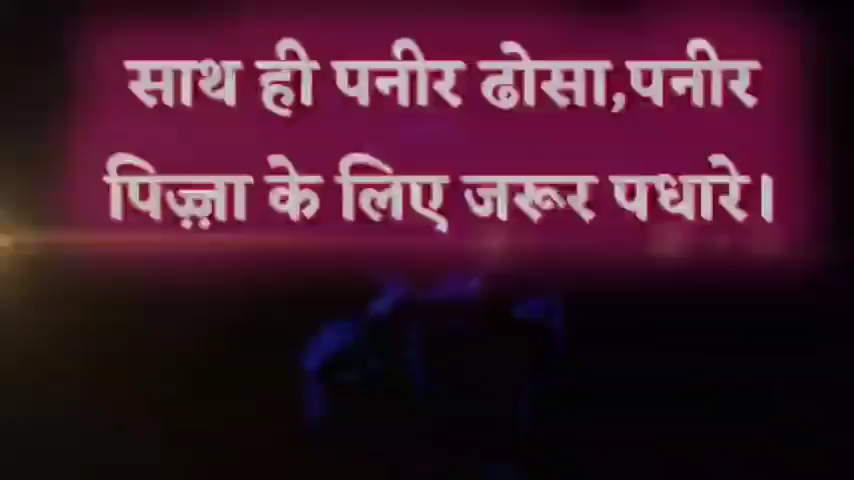 साथ ही पनीर ढोसा,पनीर
पिज़्ज़ा के लिए जरूर पधारे।